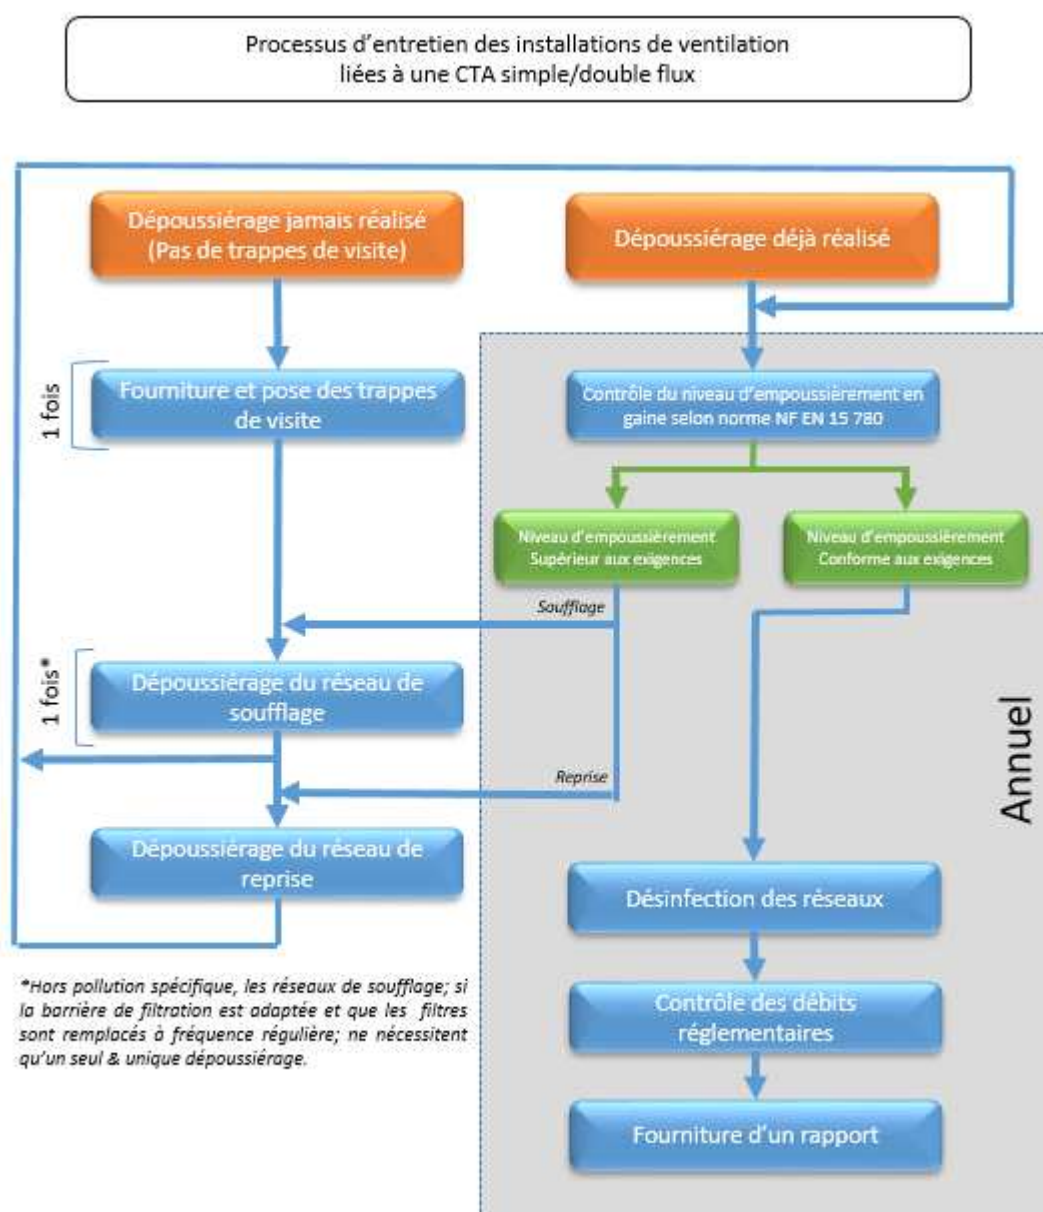 Processus d'entretien des installations de ventilation
liées à une CTA simple/double flux
Dépoussiérage jamais réalisé
(Pas de trappes de visite)
Dépoussiérage déjà réalisé
1 fois
Fourniture et pose des trappes
de visite
Contrôle du niveau d'empoussièrement en
gaine selon norme NF EN 15 780
Niveau d'empoussièrement
Supérieur aux exigences
Niveau d'empoussièrement
Conforme aux exigences
Soufflage
1 fois*
Dépoussiérage du réseau de
soufflage
Reprise
Annuel
Dépoussiérage du réseau de
reprise
Désinfection des réseaux
*Hors pollution spécifique, les réseaux de soufflage; si
la barrière de filtration est adaptée et que les filtres
sont remplacés à fréquence régulière; ne nécessitent
qu'un seul & unique dépoussiérage.
Contrôle des débits
réglementaires
Fourniture d'un rapport